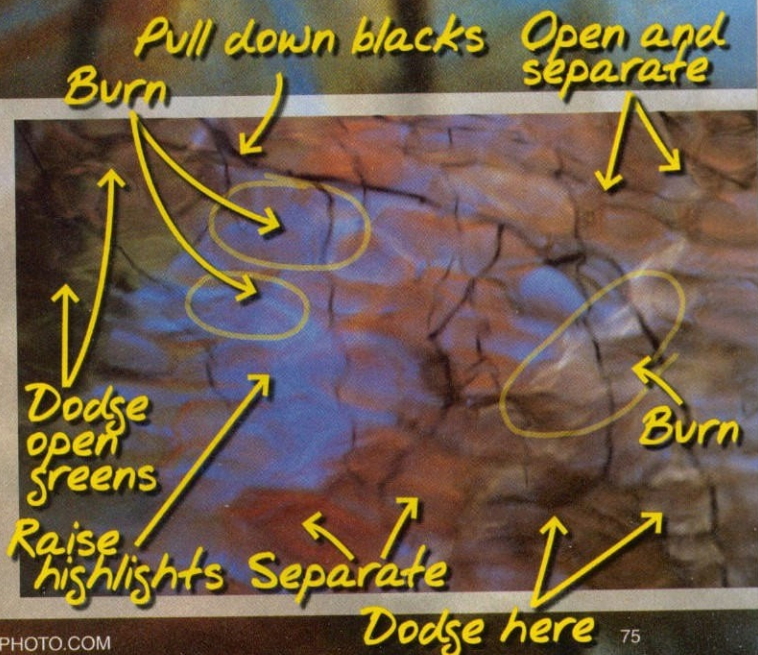 Pull down blacks
Open and
separate
Burn
Dodge
open
greens
Burn
Raise
highlights
Separate
Dodge here
PHOTO.COM
75